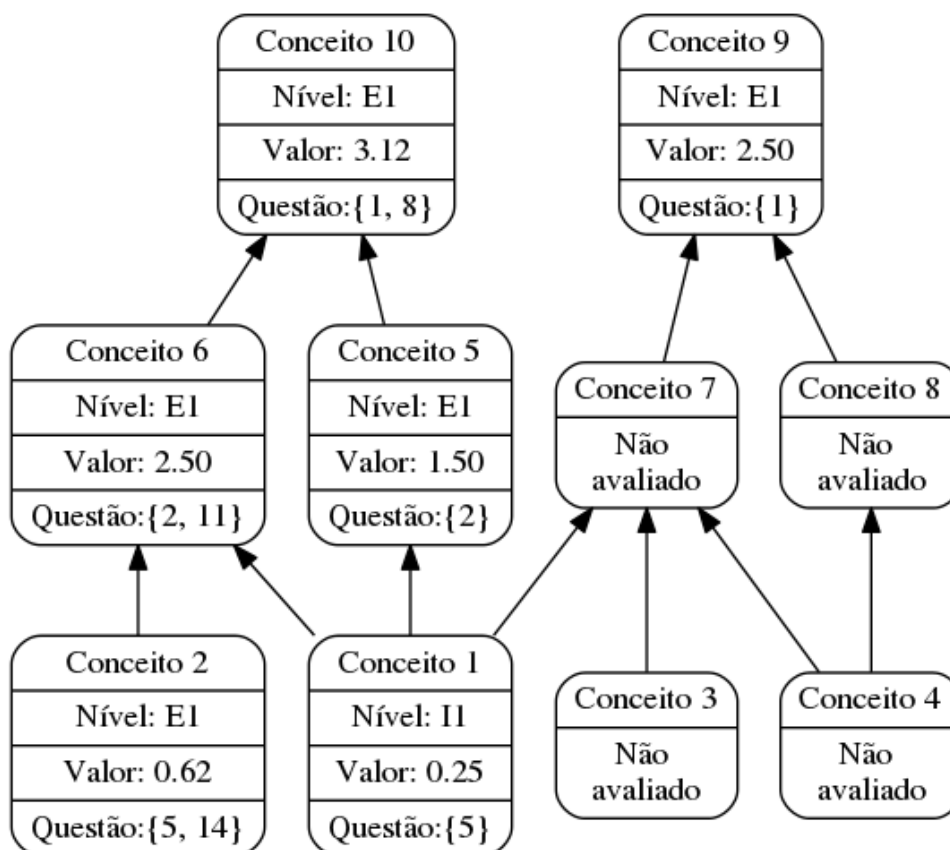 Conceito 10
Nível: E1
Valor: 3.12
Questão:{1, 8}
Conceito 9
Nível: E1
Valor: 2.50
Questão:{1}
Conceito 6
Nível: E1
Valor: 2.50
Questão:{2, 11}
Conceito 5
Nível: E1
Valor: 1.50
Questão:{2}
Conceito 7
Não
avaliado
Conceito 8
Não
avaliado
Conceito 2
Nível: E1
Valor: 0.62
Questão:{5, 14}
Conceito 1
Nível: I1
Valor: 0.25
Questão:{5}
Conceito 3
Não
avaliado
Conceito 4
Não
avaliado